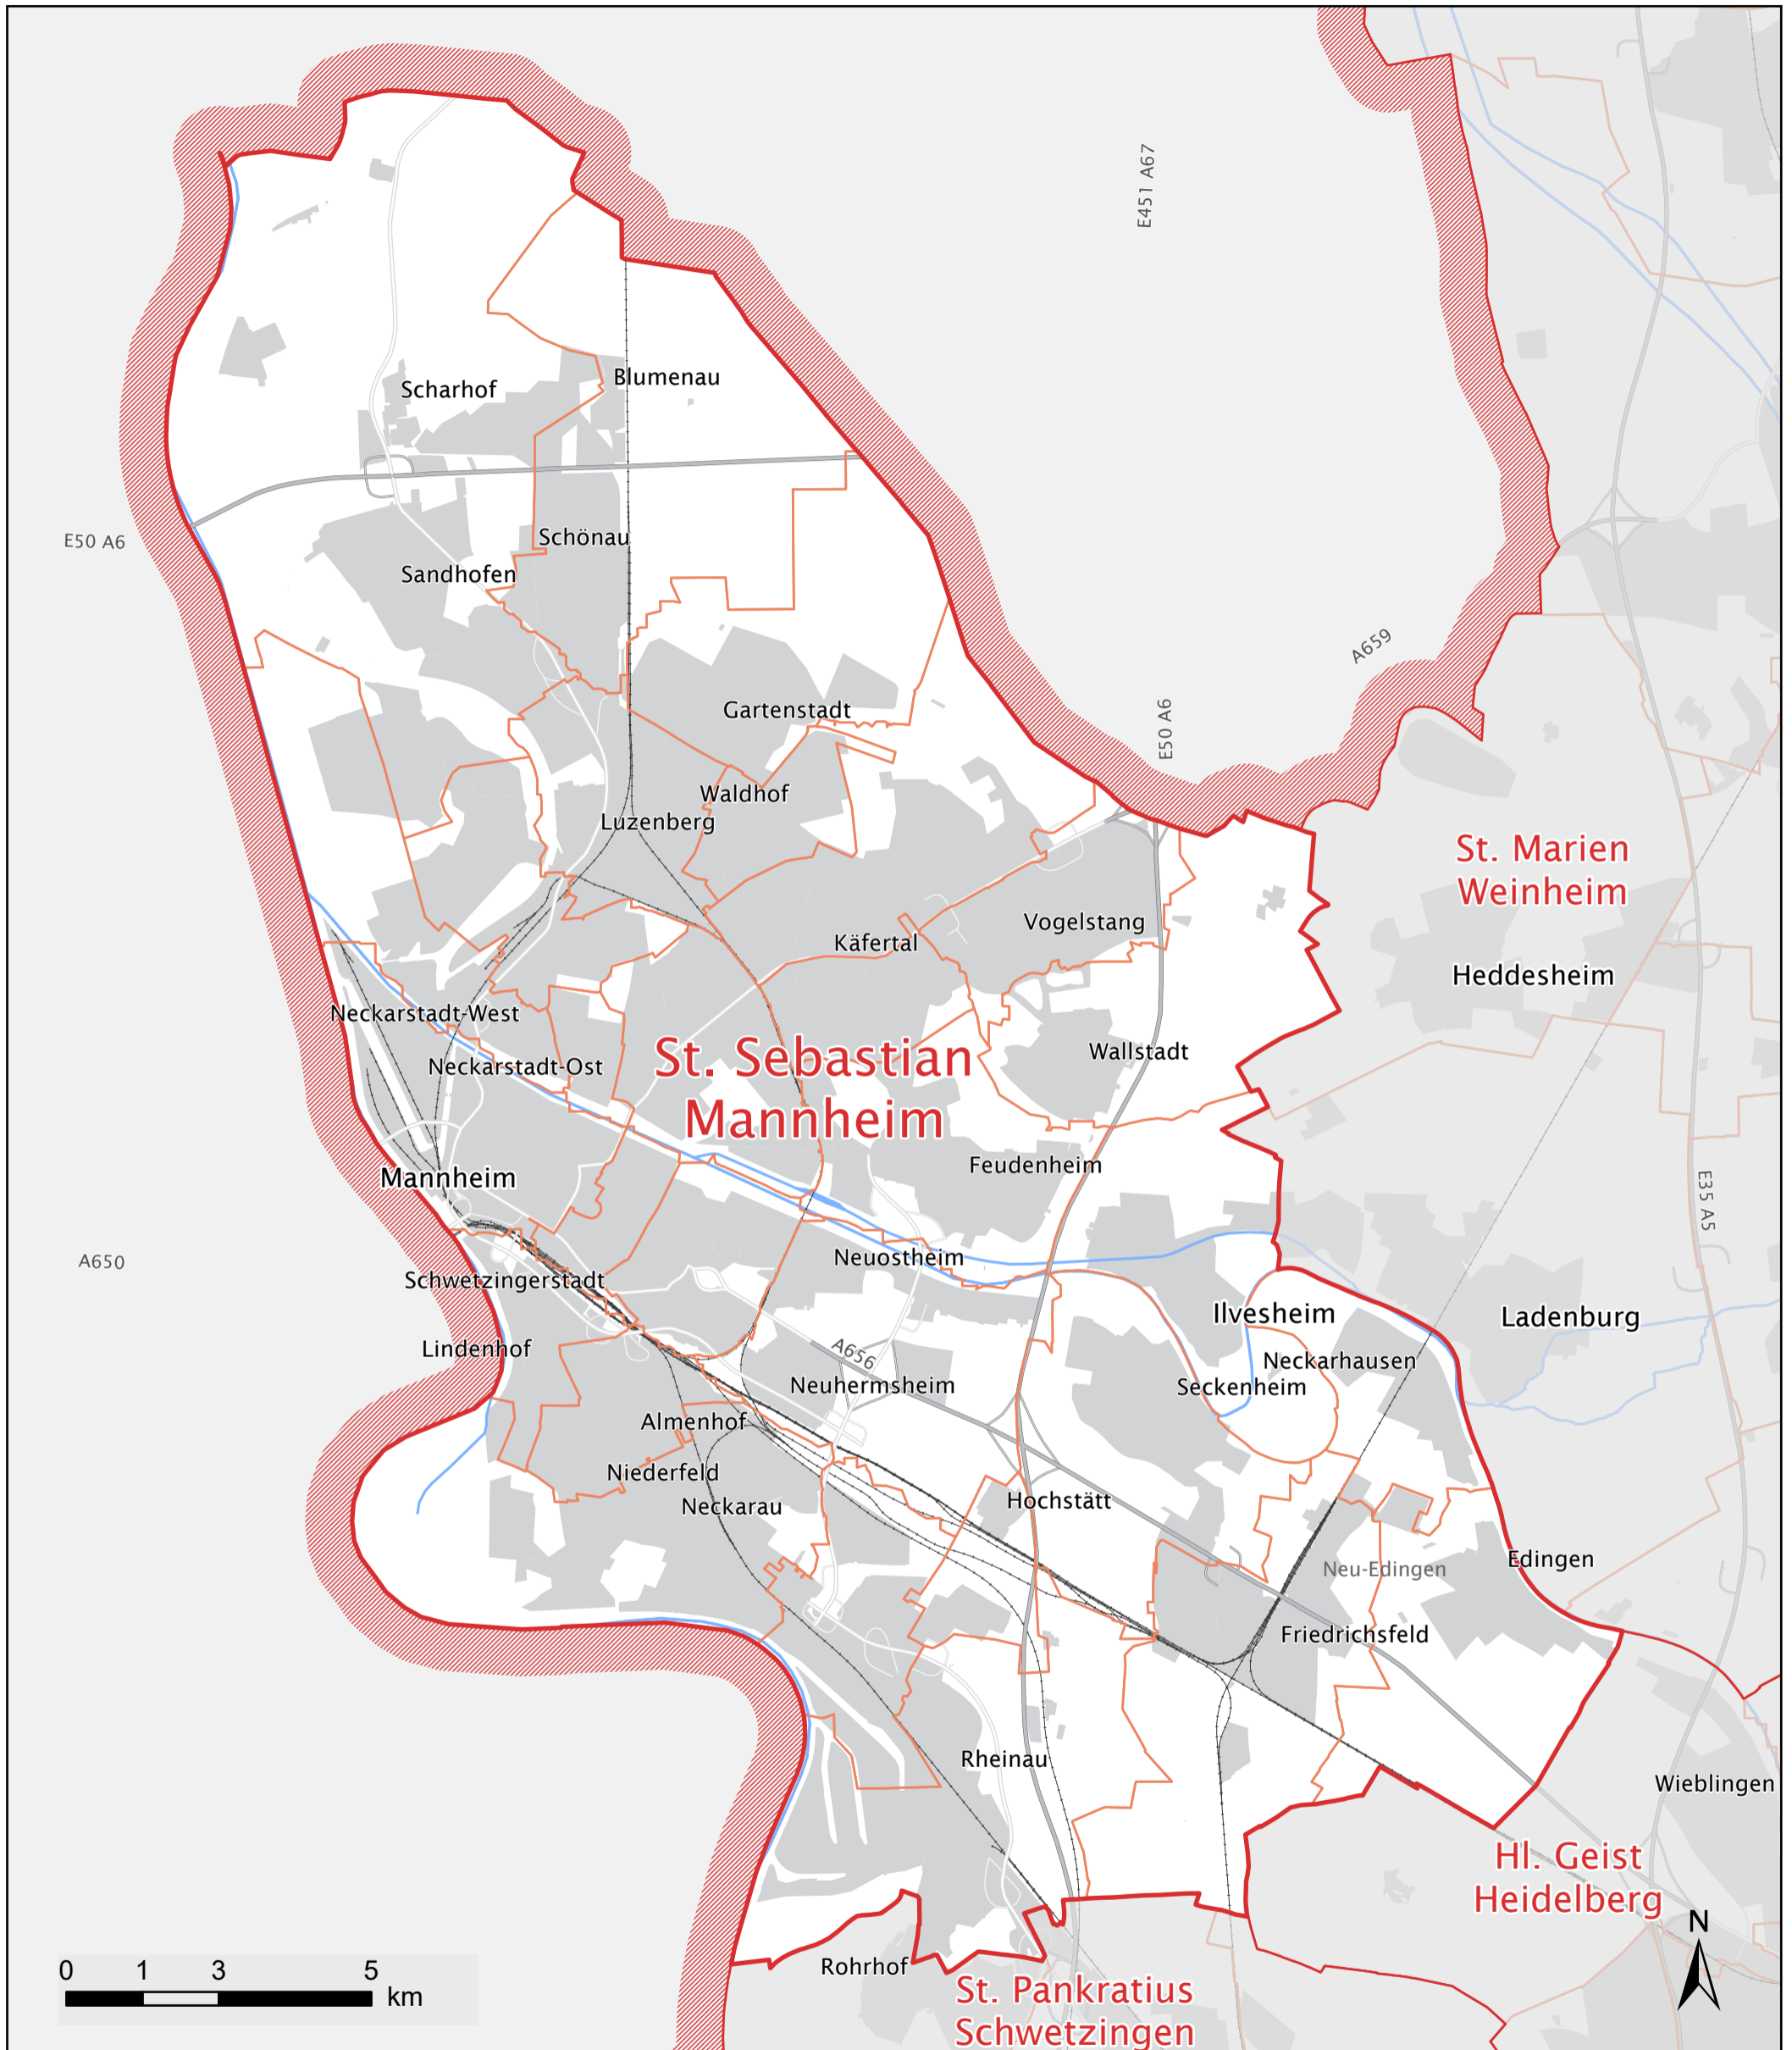 E451 A67
Blumenau
Scharhof
E50 A6
Schönau
Sandhofen
A659
Gartenstadt
E50 A6
Waldhof
Luzenberg
St. Marien
Weinheim
Vogelstang
Käfertal
Heddesheim
Neckarstadt-West
St. Sebastian
Mannheim
Wallstadt
Neckarstadt-Ost
Feudenheim
Mannheim
E35 A5
Neuostheim
A650
Schwetzingerstadt
Ilvesheim
Ladenburg
Lindenhof
A656
Neckarhausen
Neuhermsheim
Seckenheim
Almenhof
Niederfeld
Neckarau
Hochstätt
Edingen
Neu-Edingen
Friedrichsfeld
Rheinau
Wieblingen
Hl. Geist
Heidelberg
N
Rohrhof
0 1 3 5
km
St. Pankratius
Schwetzingen